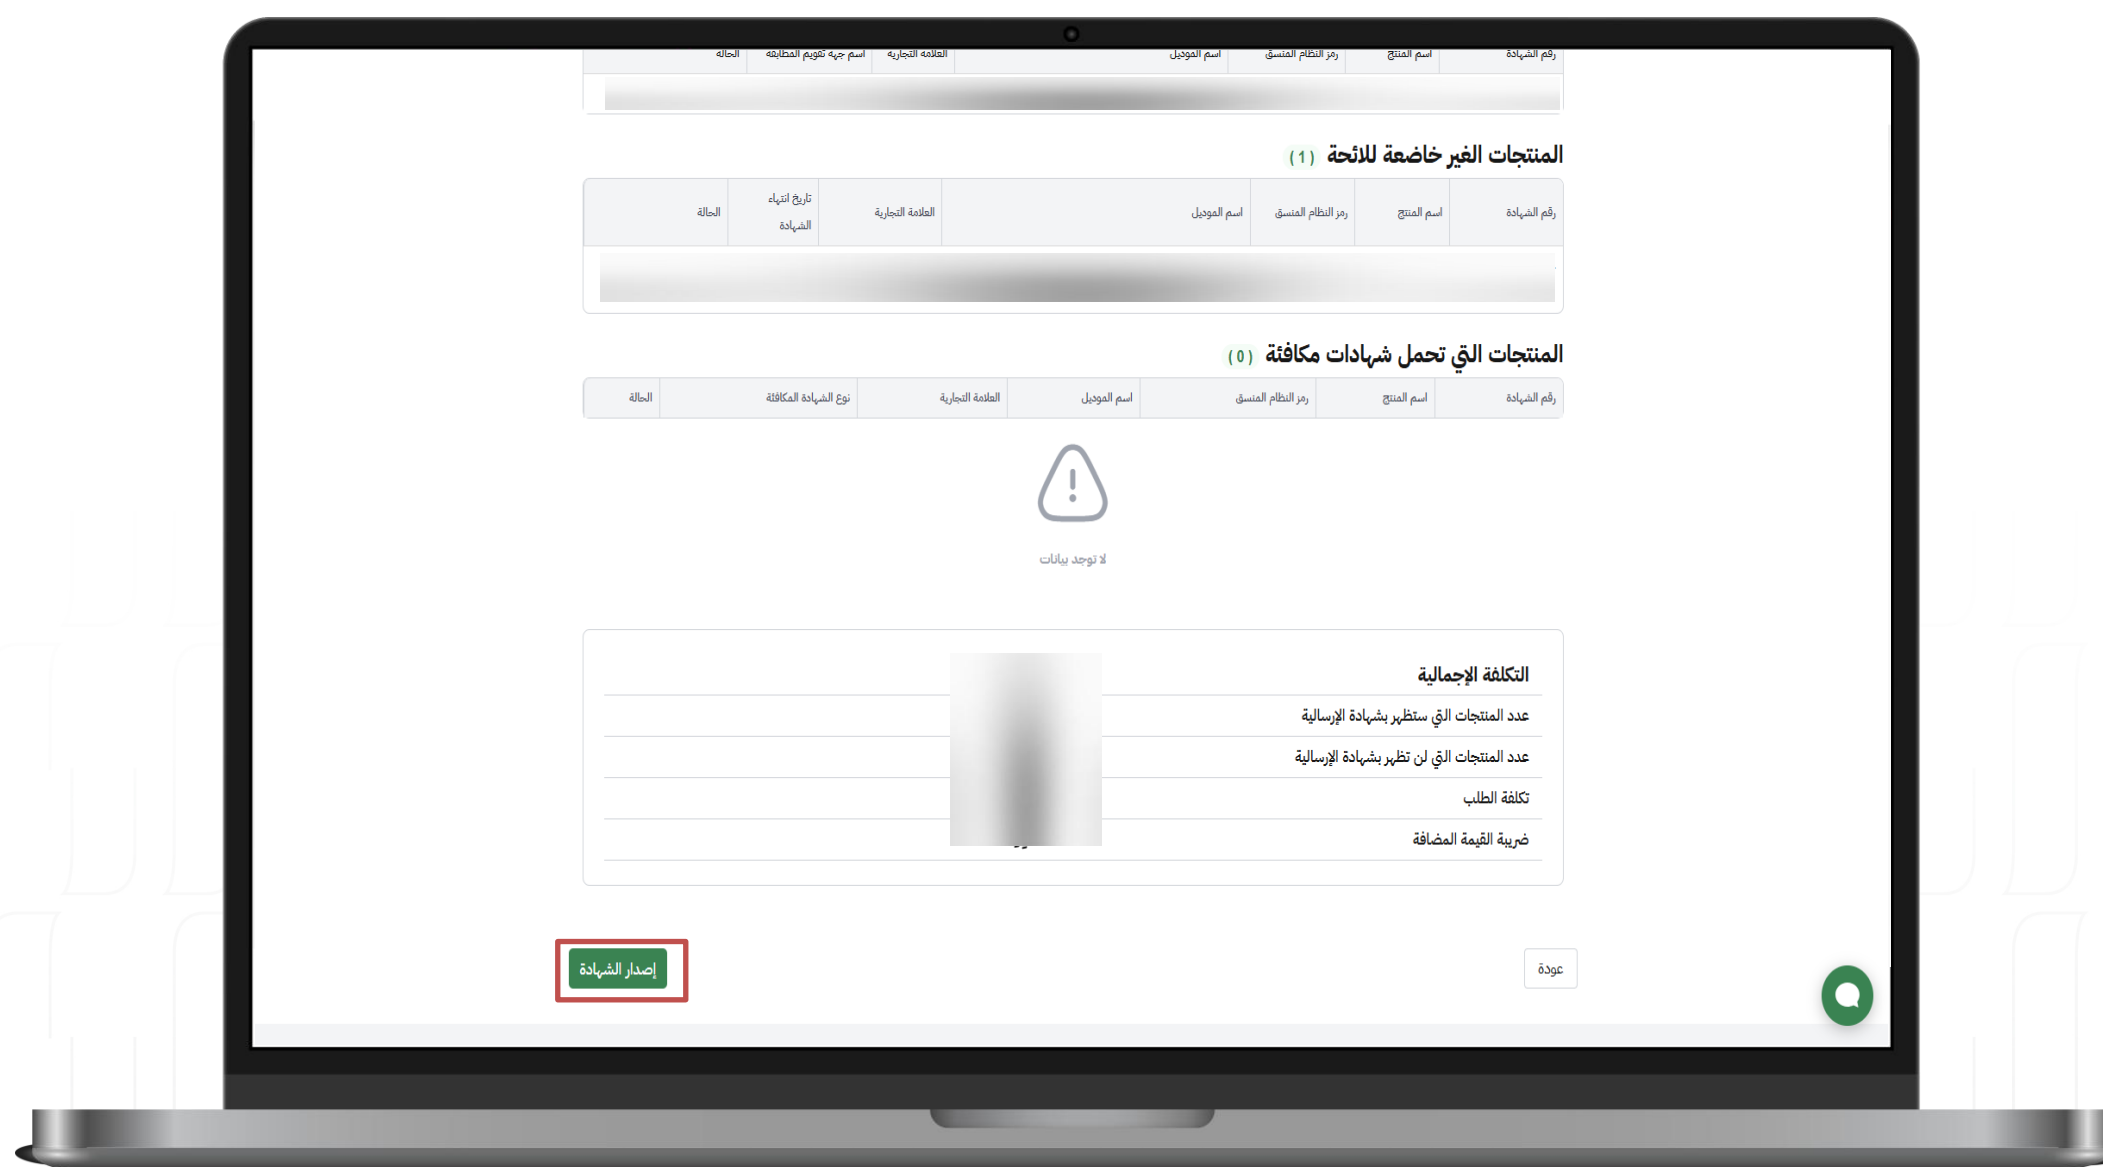 رقم الشهادة اسم المنتج رمز النظام المنسق اسم الموديل العلامة التجارية اسم جهة تقويم المطابقة الحالة
المنتجات الغير خاضعة للائحة (1)
رقم الشهادة اسم المنتج رمز النظام المنسق اسم الموديل العلامة التجارية تاريخ انتهاء الشهادة الحالة
المنتجات التي تحمل شهادات مكافئة (0)
رقم الشهادة اسم المنتج رمز النظام المنسق اسم الموديل العلامة التجارية نوع الشهادة المكافئة الحالة
لا توجد بيانات
التكلفة الإجمالية
عدد المنتجات التي ستظهر بشهادة الإرسالية
عدد المنتجات التي لن تظهر بشهادة الإرسالية
تكلفة الطلب
ضريبة القيمة المضافة
عودة
إصدار الشهادة